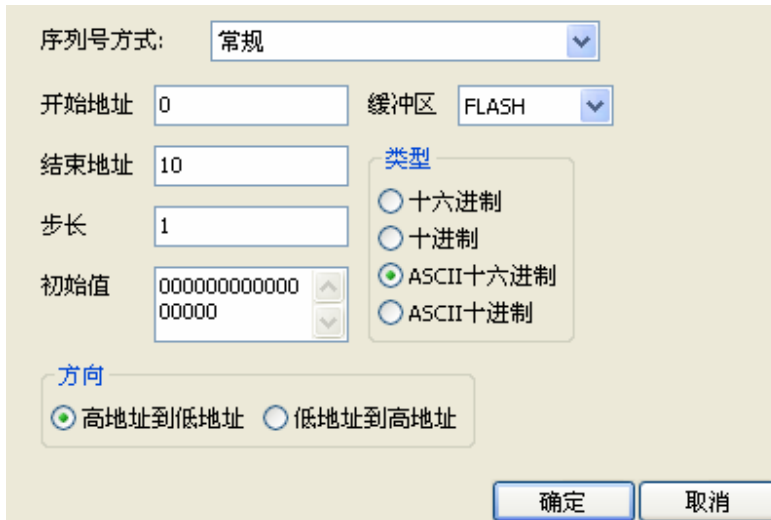 序列号方式: 常规
开始地址 0 缓冲区 FLASH
结束地址 10 类型
十六进制
步长 1 十进制
初始值 000000000000 ASCII十六进制
00000 ASCII十进制
方向
高地址到低地址 低地址到高地址
确定 取消